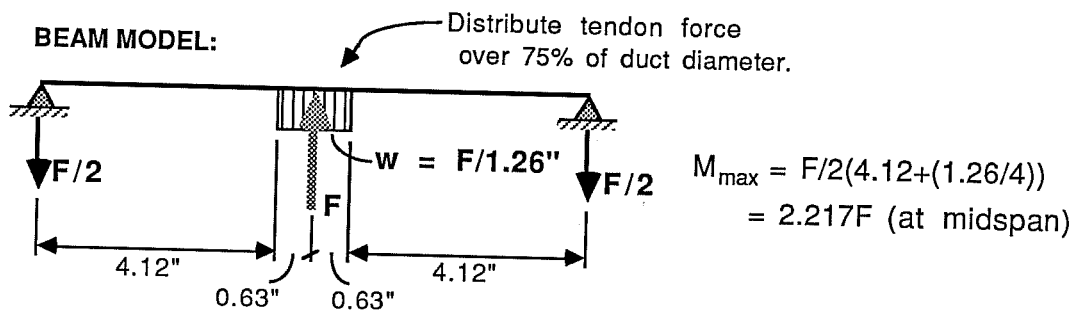 Distribute tendon force
over 75% of duct diameter.
BEAM MODEL:
F/2
w = F/1.26"
F
F/2
M_max = F/2(4.12+(1.26/4))
= 2.217F (at midspan)
4.12"
4.12"
0.63"
0.63"